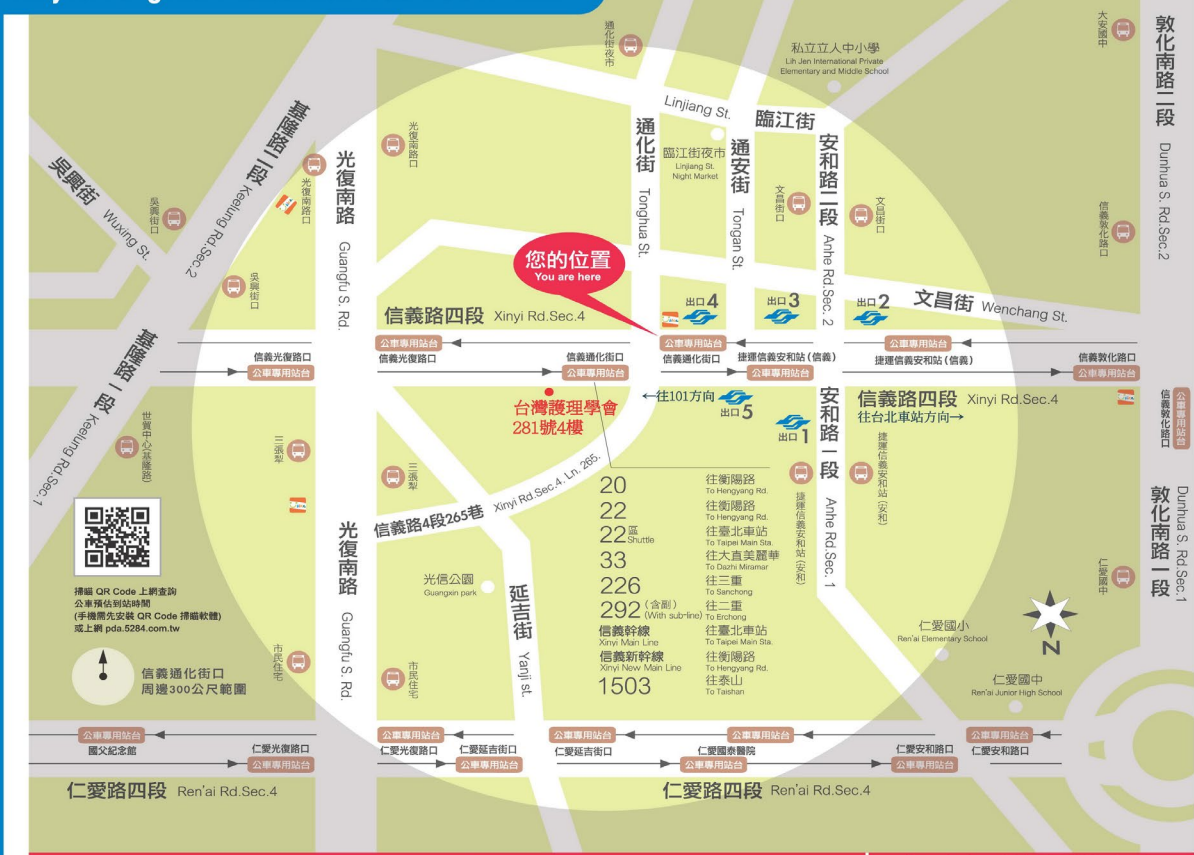 通化街夜市
私立立人中小學
Lih Jen International Private
Elementary and Middle School
大安國中
敦化南路二段
Dunhua S. Rd.Sec.2
基隆路二段
Keelung Rd.Sec.2
吳興街
Wuxing St.
吳興街口
光復南路口
光復南路口
光復南路
Guangfu S. Rd.
Linjiang St.
臨江街
通化街
Tonghua St.
臨江街夜市
Linjiang St.
Night Market
通安街
Tongan St.
文昌街口
安和路二段
Anhe Rd.Sec. 2
文昌街口
信義敦化路口
吳興街口
您的位置
You are here
信義路四段 Xinyi Rd.Sec.4
出口4
出口3
出口2
文昌街 Wenchang St.
公車專用站台
公車專用站台
公車專用站台
信義光復路口
信義光復路口
信義通化街口
信義通化街口
捷運信義安和站(信義)
捷運信義安和站(信義)
信義敦化路口
公車專用站台
公車專用站台
公車專用站台
公車專用站台
基隆路一段
Keelung Rd.Sec.1
台灣護理學會
281號4樓
←往101方向
出口5
出口1
安和路一段
Anhe Rd.Sec. 1
信義路四段 Xinyi Rd.Sec.4
往台北車站方向→
公車專用站台
信義敦化路口
世貿中心(基隆路)
三張犁
三張犁
信義路4段265巷 Xinyi Rd.Sec.4. Ln. 265.
捷運信義安和站(安和)
捷運信義安和站(安和)
20 往衡陽路
To Hengyang Rd.
22 往衡陽路
To Hengyang Rd.
22區 往臺北車站
Shuttle To Taipei Main Sta.
33 往大直美麗華
To Dazhi Miramar
226 往三重
To Sanchong
292(含副) 往二重
(With sub-line) To Erchong
信義幹線 往臺北車站
Xinyi Main Line To Taipei Main Sta.
信義新幹線 往衡陽路
Xinyi New Main Line To Hengyang Rd.
1503 往泰山
To Taishan
敦化南路一段
Dunhua S. Rd.Sec.1
仁愛國中
光復南路
Guangfu S. Rd.
光信公園
Guangxin park
延吉街
Yanji st.
掃瞄 QR Code 上網查詢
公車預估到站時間
(手機需先安裝 QR Code 掃瞄軟體)
或上網 pda.5284.com.tw
信義通化街口
周邊300公尺範圍
市民住宅
市民住宅
仁愛國小
Ren'ai Elementary School
N
仁愛國中
Ren'ai Junior High School
公車專用站台
公車專用站台
公車專用站台
公車專用站台
公車專用站台
國父紀念館
仁愛光復路口
仁愛光復路口
仁愛延吉街口
仁愛延吉街口
仁愛國泰醫院
仁愛安和路口
仁愛安和路口
公車專用站台
公車專用站台
公車專用站台
公車專用站台
仁愛路四段 Ren'ai Rd.Sec.4
仁愛路四段 Ren'ai Rd.Sec.4